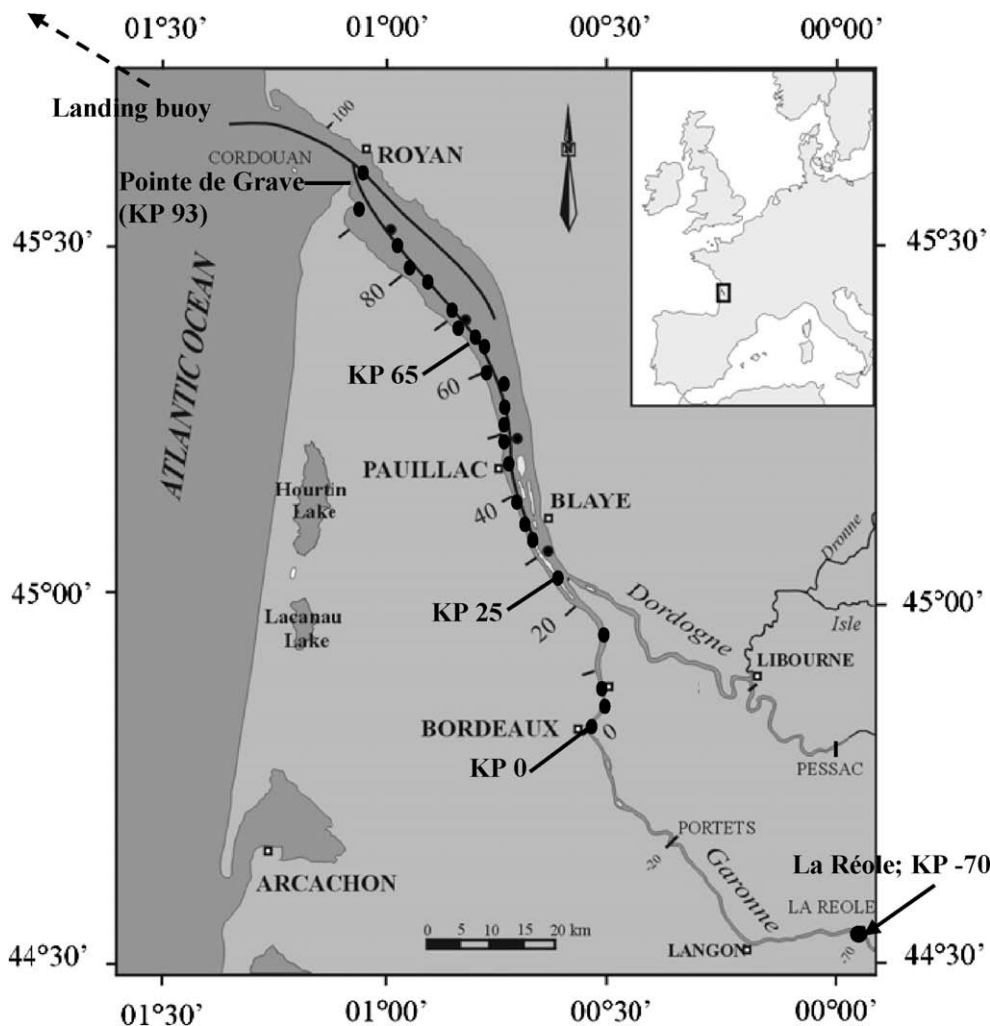 01°30’
01°00’
00°30’
00°00’
Landing buoy
100
ROYAN
CORDOUAN
Pointe de Grave
(KP 93)
45°30’
45°30’
80
ATLANTIC OCEAN
KP 65
60
PAUILLAC
Hourtin
Lake
40
BLAYE
Dronne
45°00’
45°00’
KP 25
Lacanau
Lake
20
Dordogne
Isle
LIBOURNE
BORDEAUX
0
KP 0
PESSAC
PORTETS
-20
Garonne
La Réole; KP -70
ARCACHON
LA REOLE
0 5 10 15 20 km
LANGON
-70
44°30’
44°30’
01°30’
01°00’
00°30’
00°00’
N